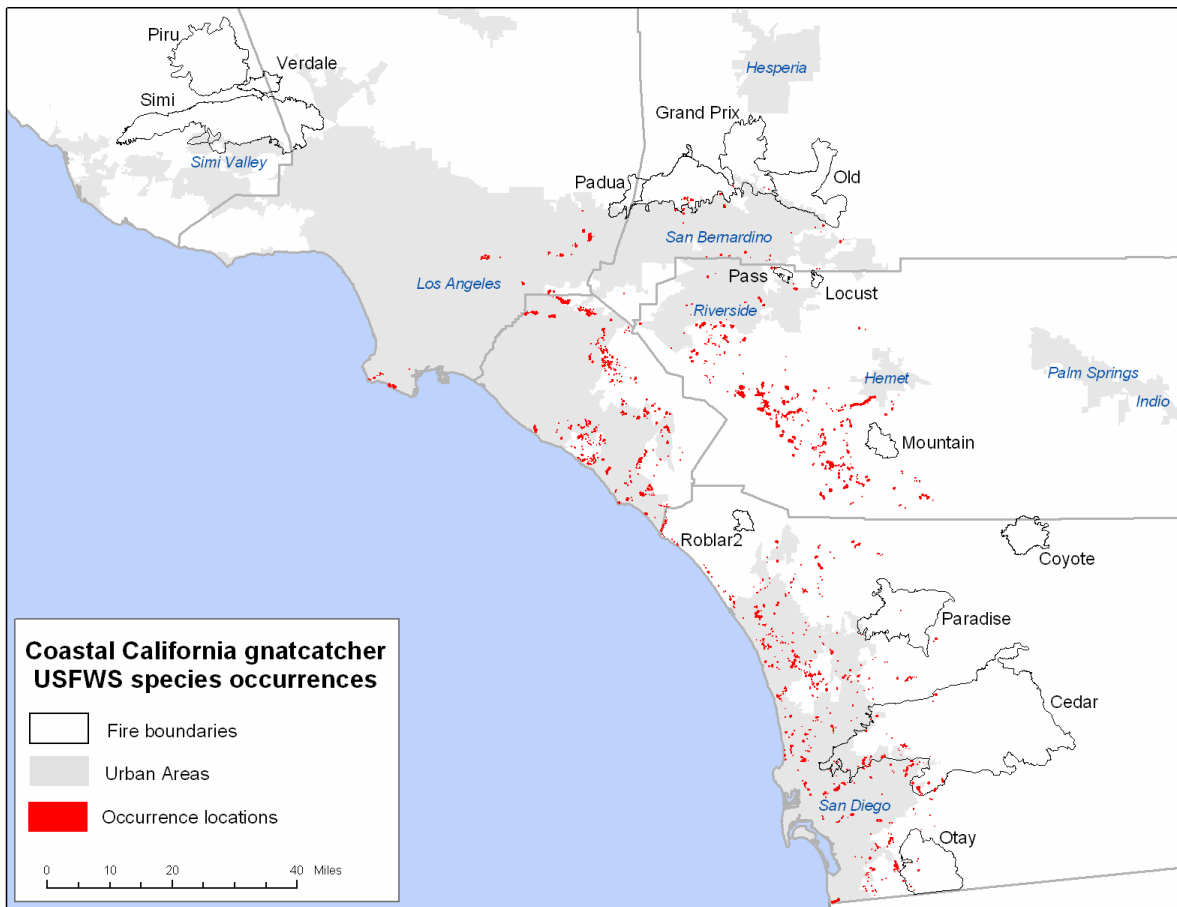 Piru
Verdale
Simi
Simi Valley
Hesperia
Grand Prix
Padua
Old
San Bernardino
Los Angeles
Pass
Locust
Riverside
Hemet
Palm Springs
Indio
Mountain
Roblar2
Coyote
Paradise
Cedar
San Diego
Otay
Coastal California gnatcatcher
USFWS species occurrences
Fire boundaries
Urban Areas
Occurrence locations
0 10 20 40 Miles